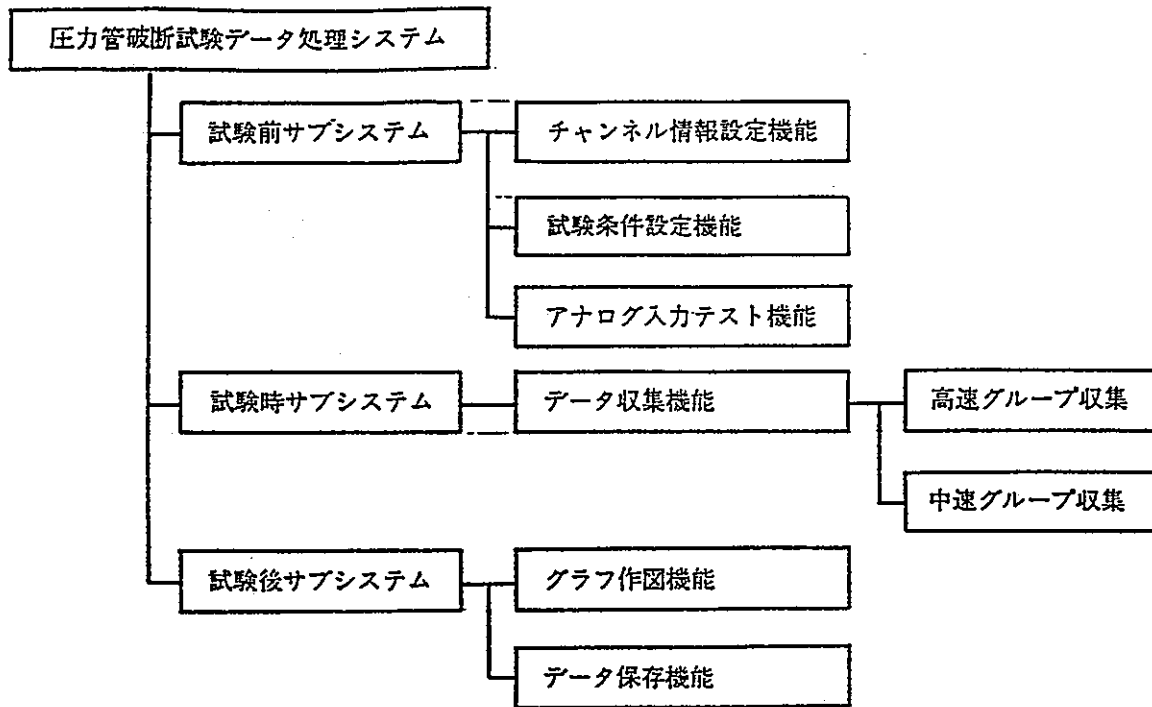 圧力管破断試験データ処理システム
試験前サブシステム
チャンネル情報設定機能
試験条件設定機能
アナログ入力テスト機能
試験時サブシステム
データ収集機能
高速グループ収集
中速グループ収集
試験後サブシステム
グラフ作図機能
データ保存機能